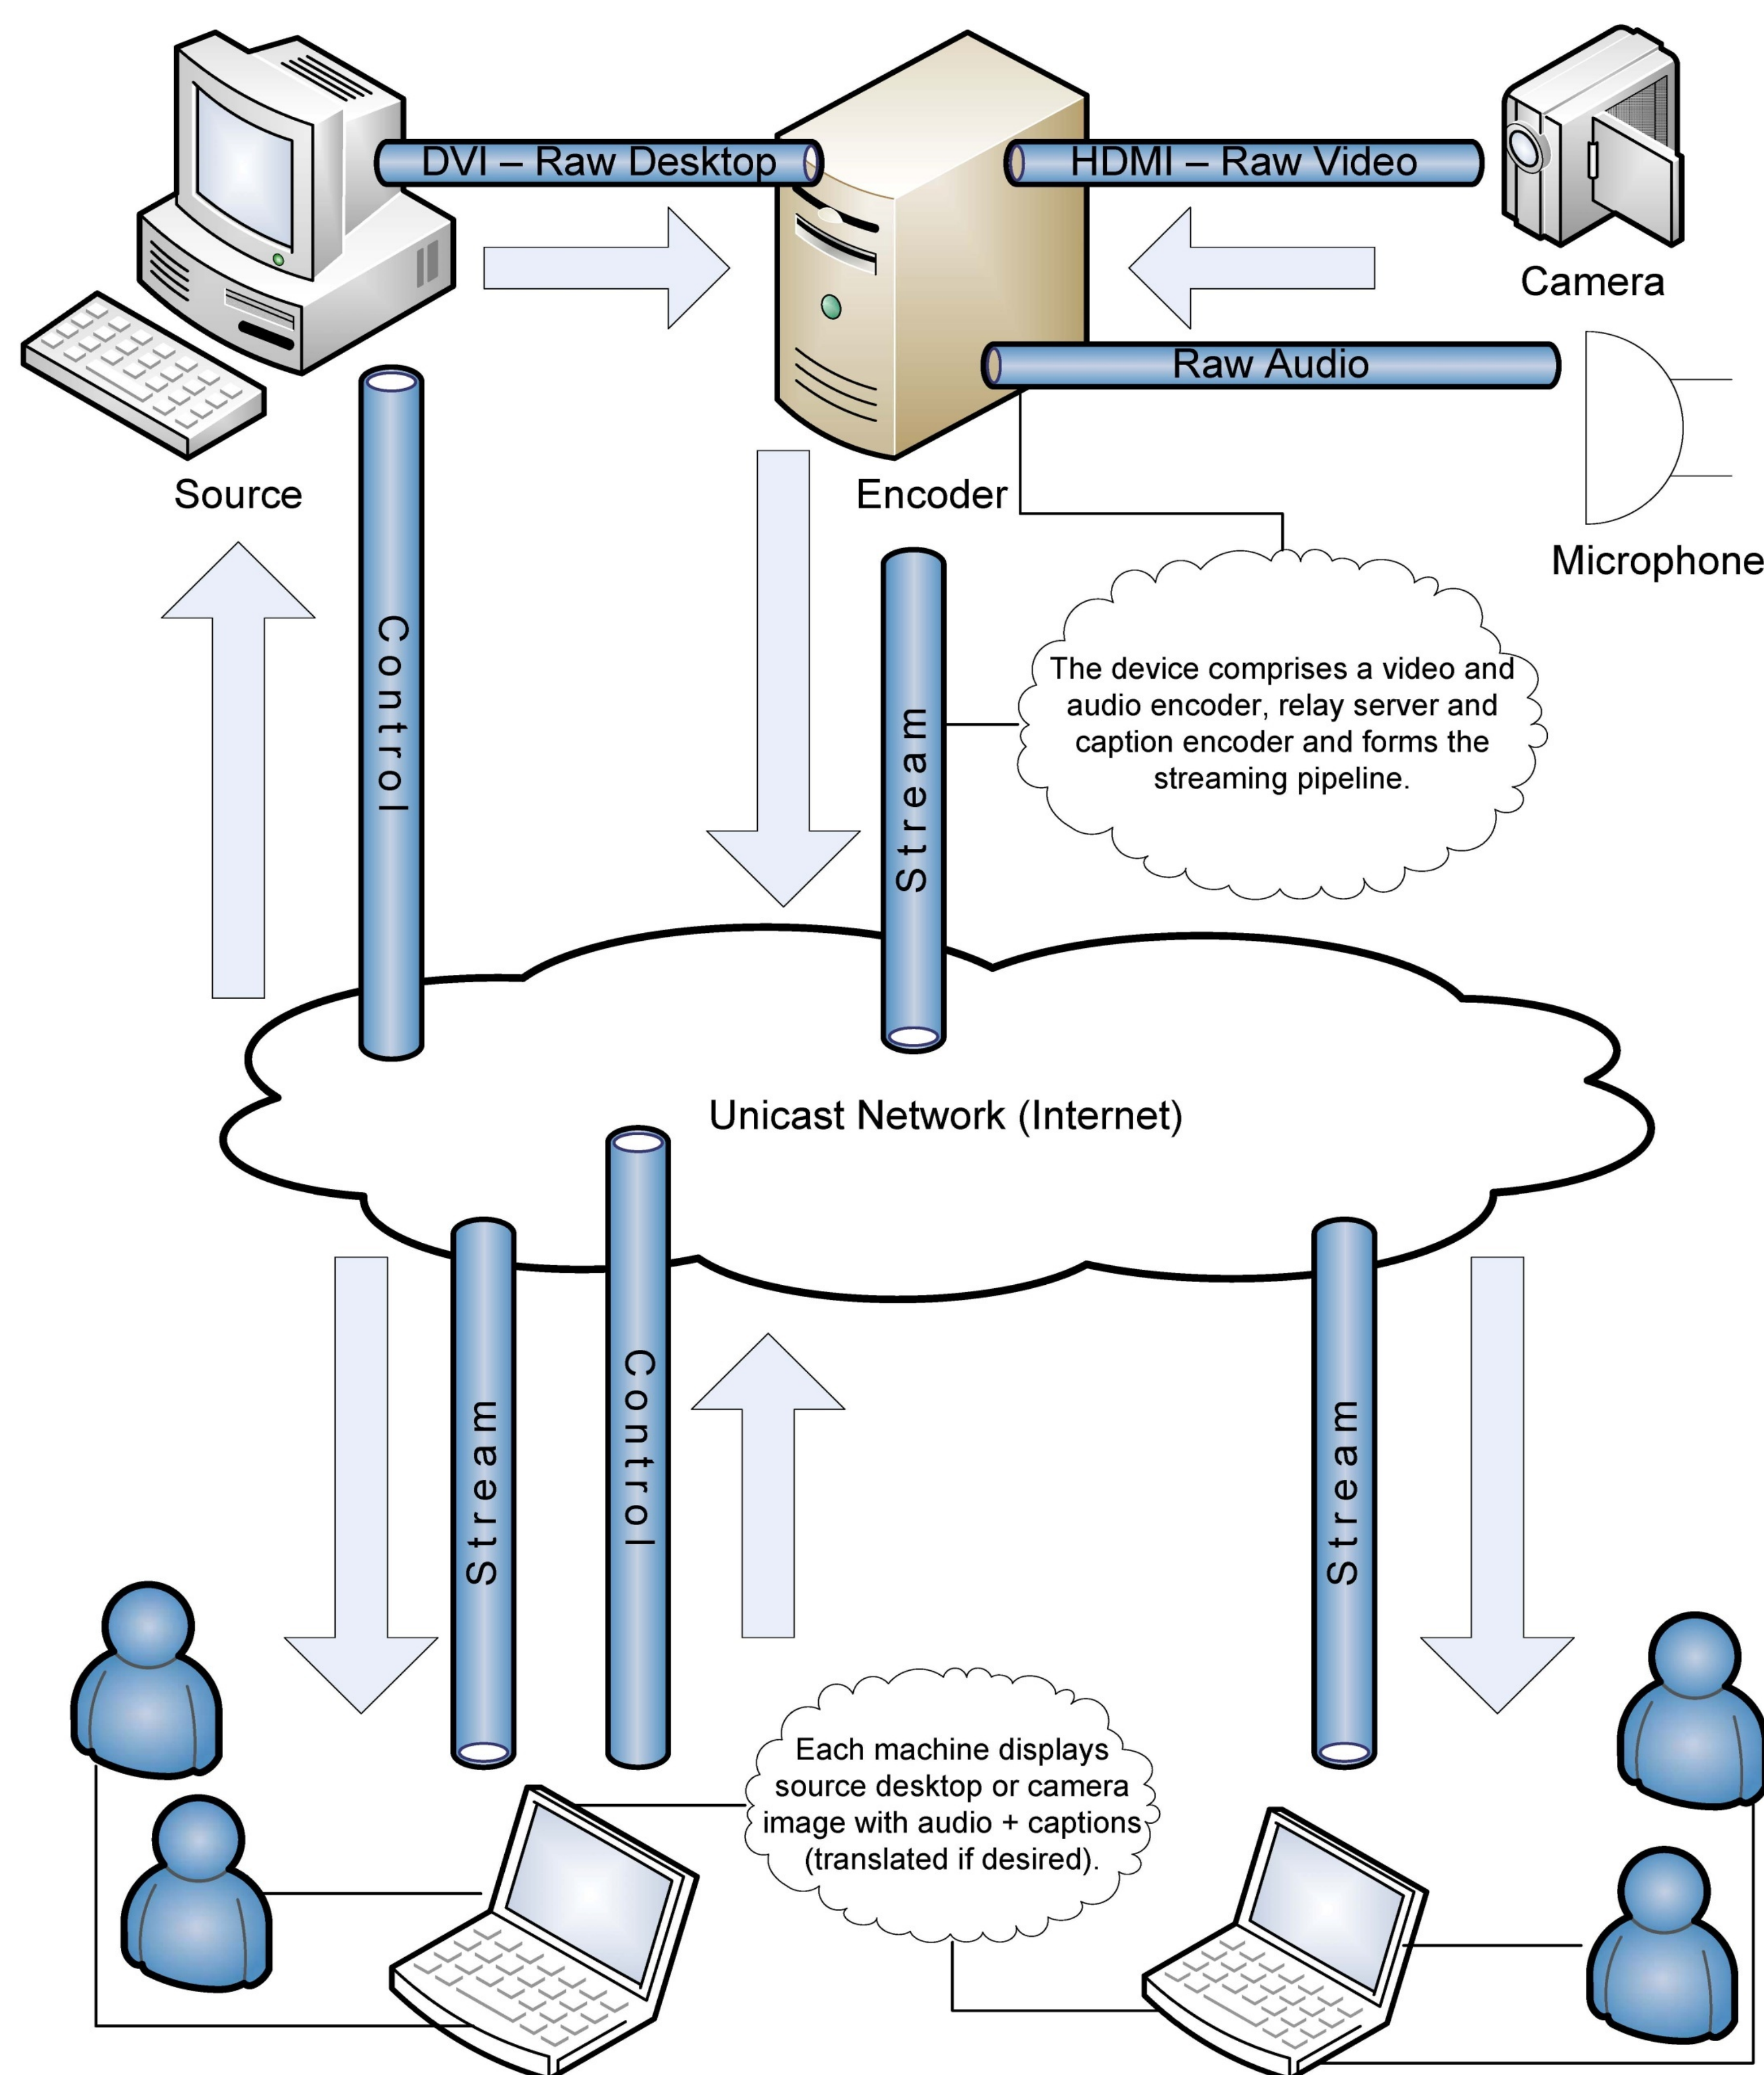 DVI – Raw Desktop
HDMI – Raw Video
Camera
Raw Audio
Source
Encoder
Microphone
Control
Stream
The device comprises a video and
audio encoder, relay server and
caption encoder and forms the
streaming pipeline.
Unicast Network (Internet)
Stream
Control
Stream
Each machine displays
source desktop or camera
image with audio + captions
(translated if desired).